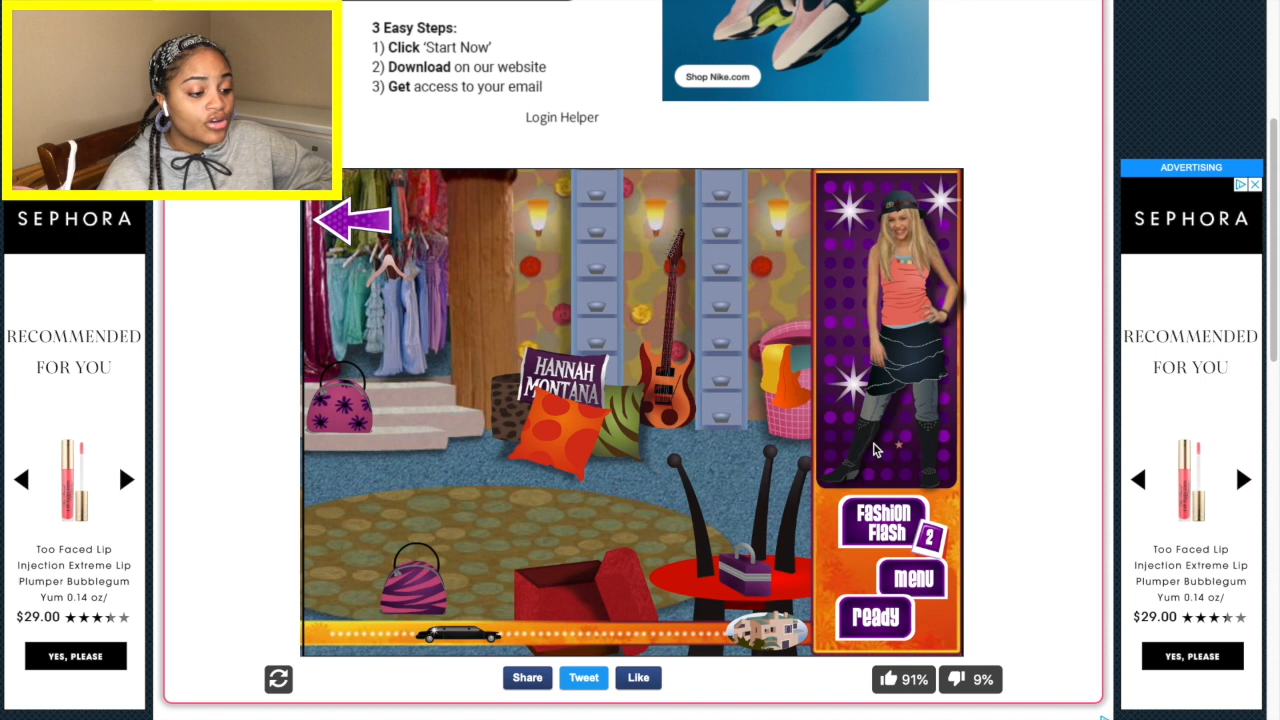 3 Easy Steps:
1) Click ‘Start Now’
2) Download on our website
3) Get access to your email
Login Helper
Shop Nike.com
ADVERTISING
SEPHORA
RECOMMENDED
FOR YOU
Too Faced Lip
Injection Extreme Lip
Plumper Bubblegum
Yum 0.14 oz/
$29.00
YES, PLEASE
HANNAH
MONTANA
Fashion
Flash
2
menu
ready
Share
Tweet
Like
91%
9%
SEPHORA
RECOMMENDED
FOR YOU
Too Faced Lip
Injection Extreme Lip
Plumper Bubblegum
Yum 0.14 oz/
$29.00
YES, PLEASE